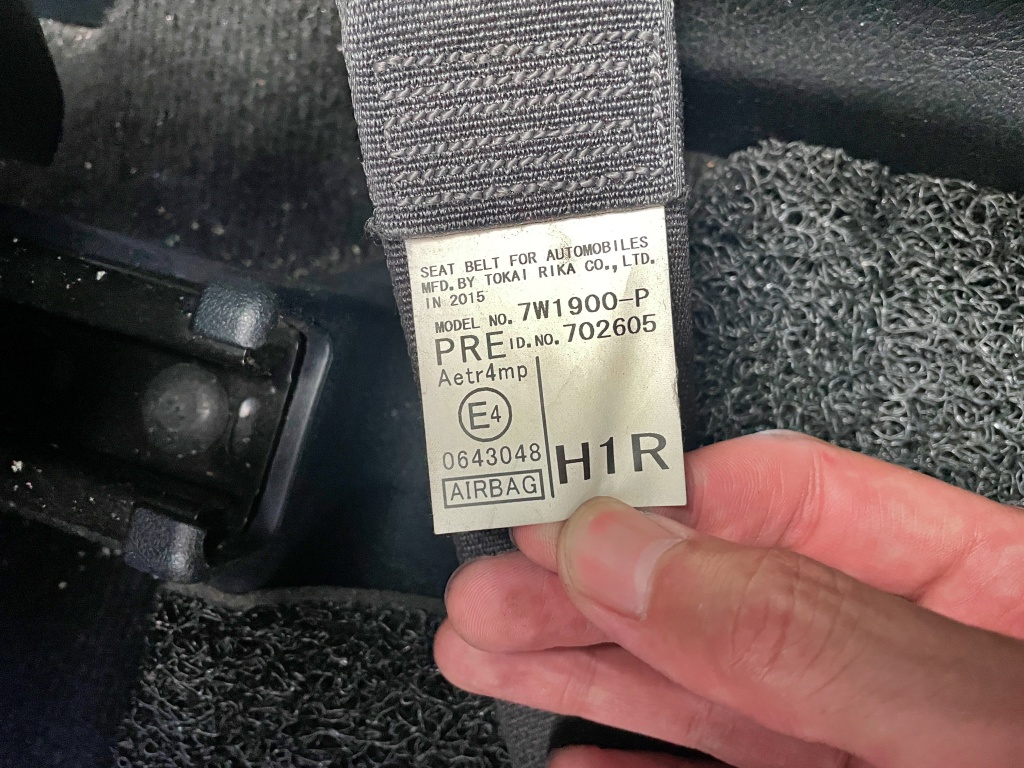 SEAT BELT FOR AUTOMOBILES
MFD. BY TOKAI RIKA CO., LTD.
IN 2015
MODEL NO. 7W1900-P
PRE ID. NO. 702605
Aetr4mp
E4
0643048
H1R
AIRBAG